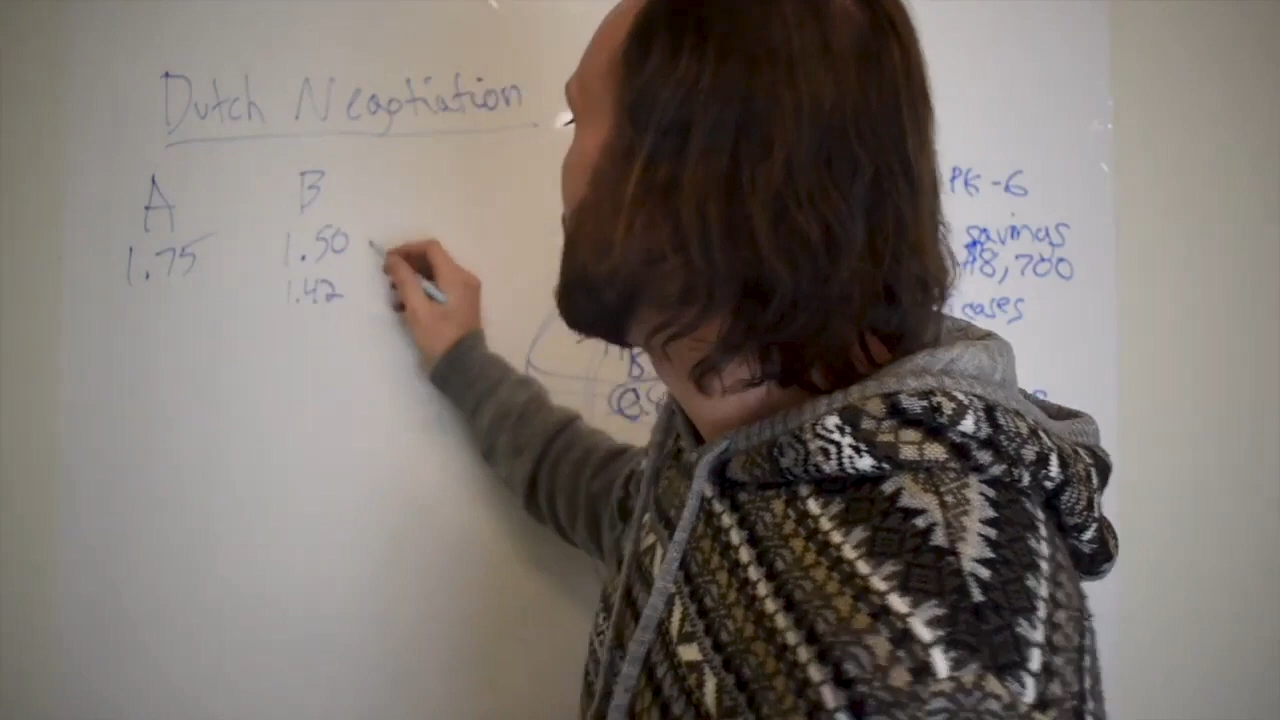 Dutch Negotiation
A B
1.75 1.50
1.42
PK-6
savings
$8,700
cases
B